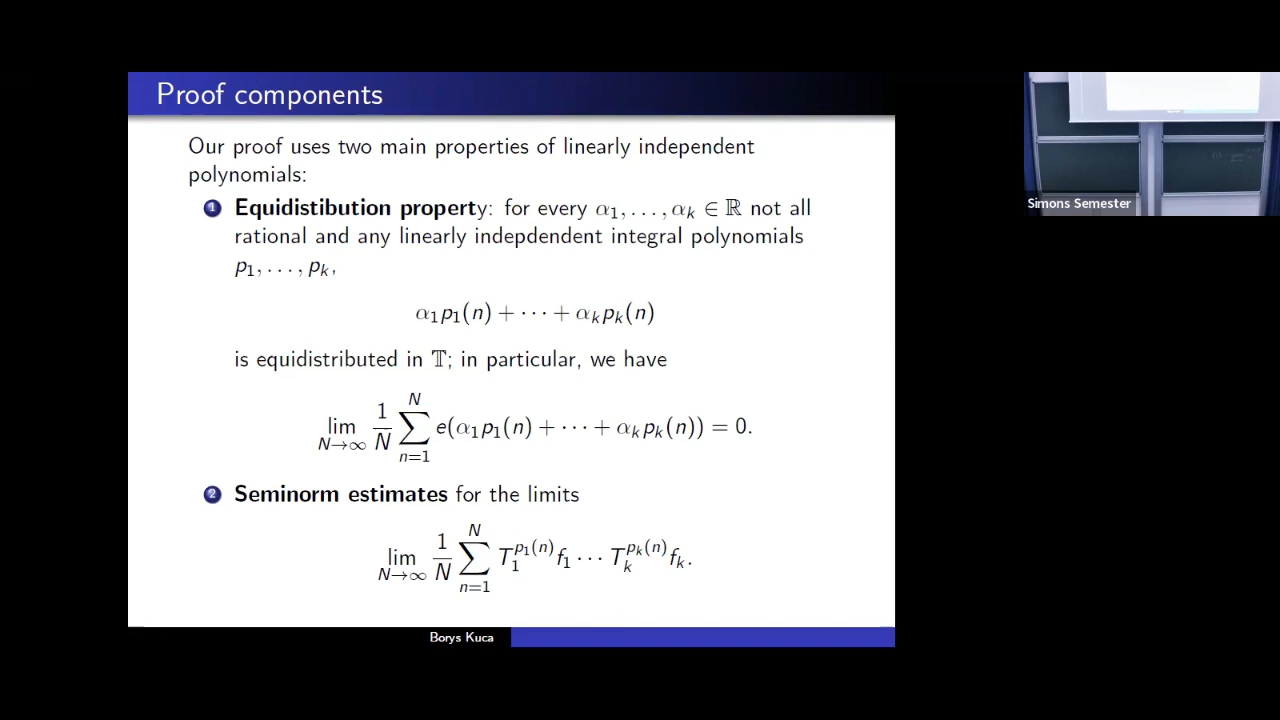 Proof components
Our proof uses two main properties of linearly independent
polynomials:
1 Equidistibution property: for every α₁, . . . , αₖ ∈ ℝ not all
rational and any linearly indepdendent integral polynomials
p₁, . . . , pₖ,
α₁p₁(n) + ··· + αₖpₖ(n)
is equidistributed in 𝕋; in particular, we have
lim_{N→∞} 1/N ∑_{n=1}^{N} e(α₁p₁(n) + ··· + αₖpₖ(n)) = 0.
2 Seminorm estimates for the limits
lim_{N→∞} 1/N ∑_{n=1}^{N} T₁^{p₁(n)} f₁ ··· Tₖ^{pₖ(n)} fₖ.
Borys Kuca
Simons Semester